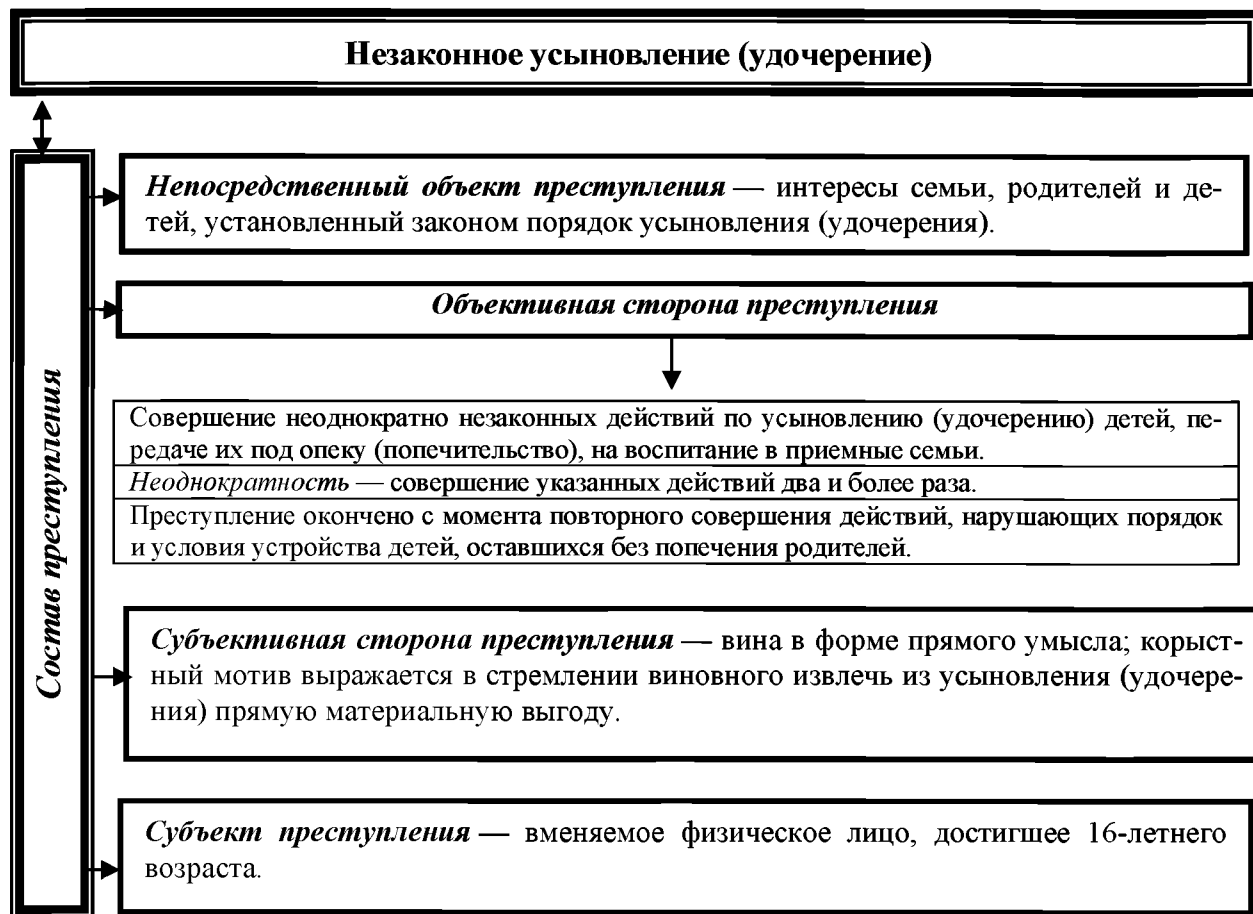 Незаконное усыновление (удочерение)
Состав преступления
Непосредственный объект преступления — интересы семьи, родителей и де-
тей, установленный законом порядок усыновления (удочерения).
Объективная сторона преступления
Совершение неоднократно незаконных действий по усыновлению (удочерению) детей, пе-
редаче их под опеку (попечительство), на воспитание в приемные семьи.
Неоднократность — совершение указанных действий два и более раза.
Преступление окончено с момента повторного совершения действий, нарушающих порядок
и условия устройства детей, оставшихся без попечения родителей.
Субъективная сторона преступления — вина в форме прямого умысла; корыст-
ный мотив выражается в стремлении виновного извлечь из усыновления (удочере-
ния) прямую материальную выгоду.
Субъект преступления — вменяемое физическое лицо, достигшее 16-летнего
возраста.